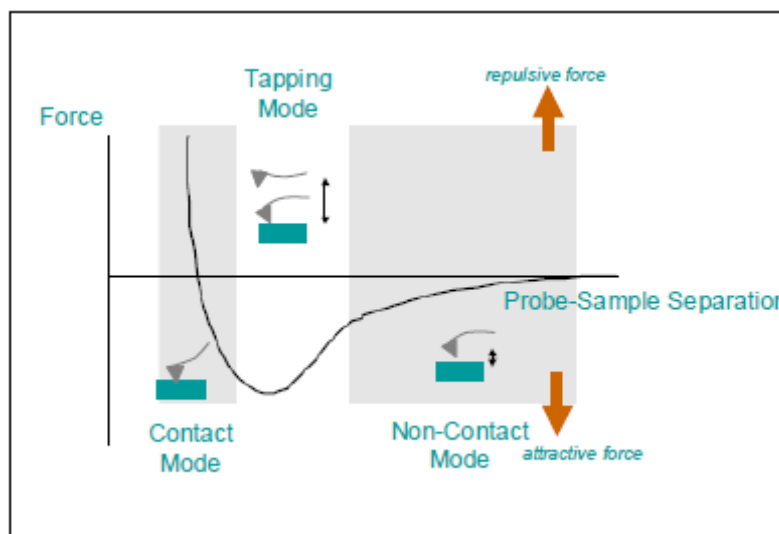 Tapping
Mode
repulsive force
Force
Probe-Sample Separation
Contact
Mode
Non-Contact
Mode
attractive force